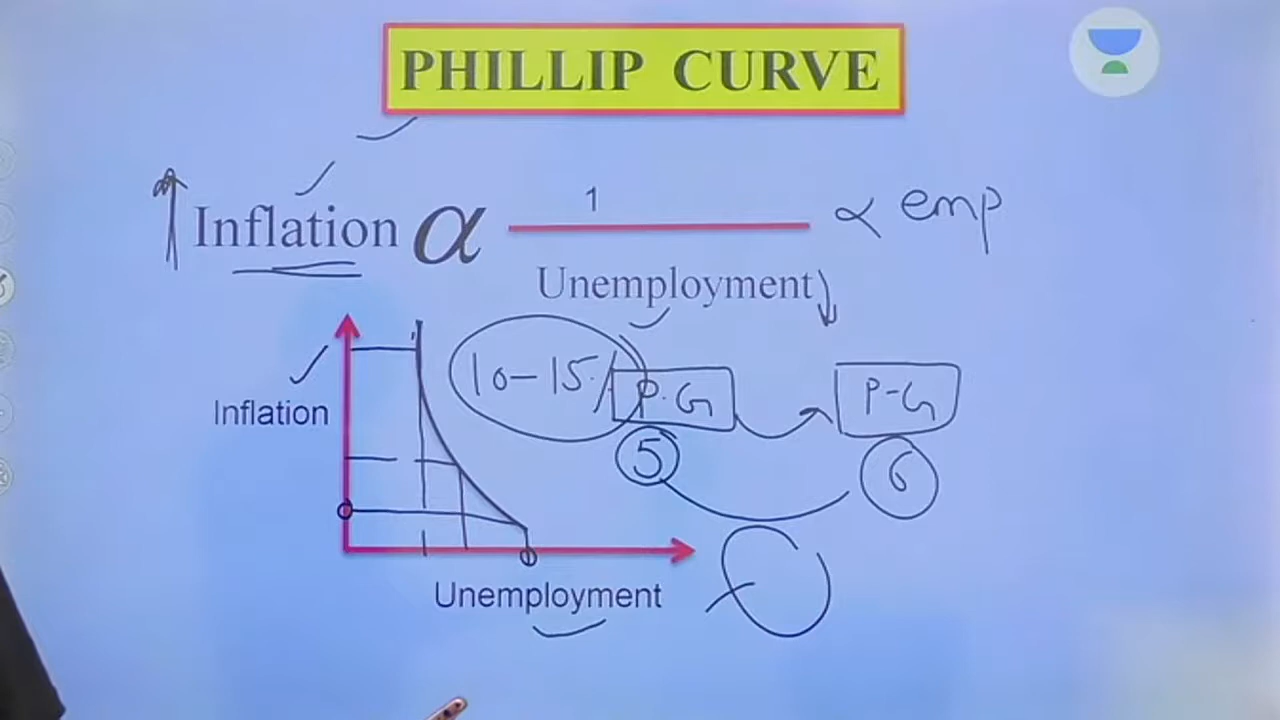 PHILLIP CURVE
Inflation α 1 ∝ emp
Unemployment
10-15%
P.G P-G
Inflation
5 6
Unemployment